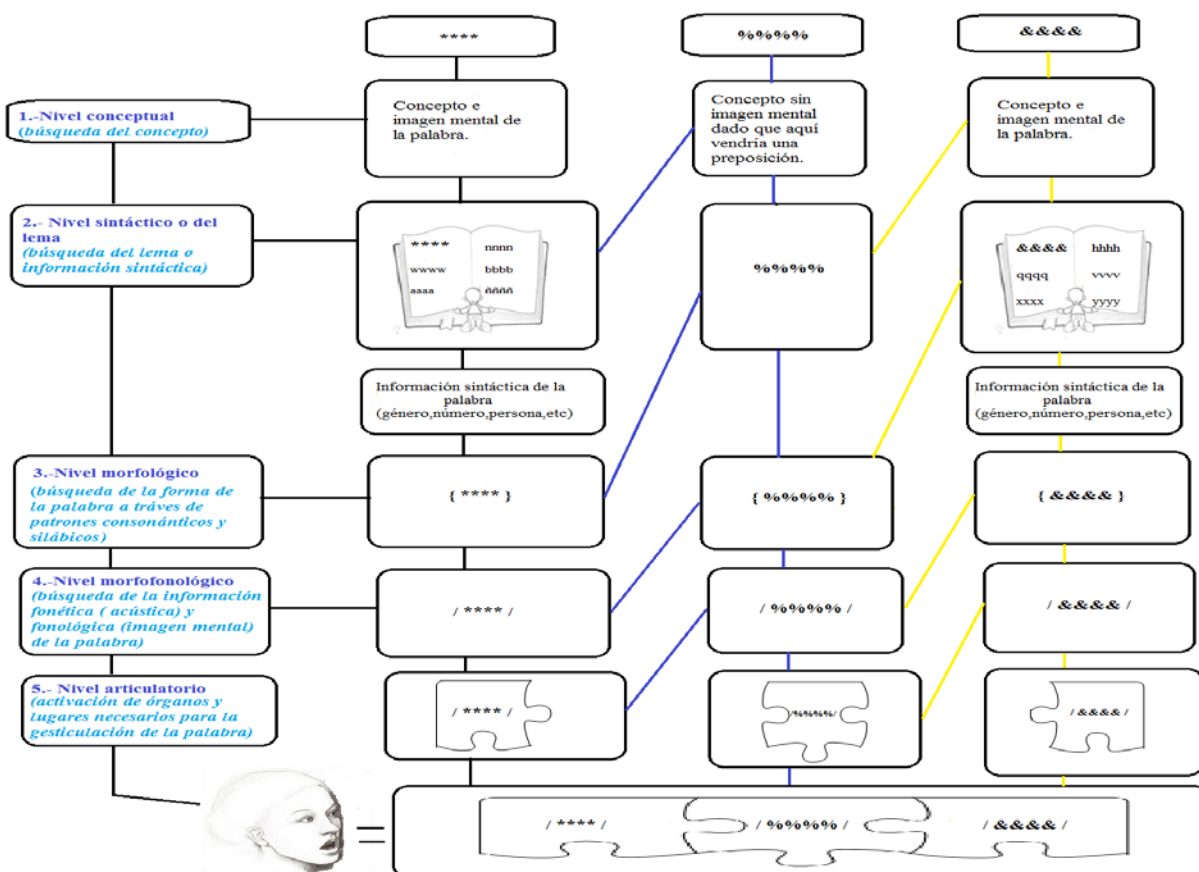 ****
%%%%
&&&&
1.-Nivel conceptual
(búsqueda del concepto)
Concepto e
imagen mental de
la palabra.
Concepto sin
imagen mental
dado que aquí
vendría una
preposición.
Concepto e
imagen mental de
la palabra.
2.- Nivel sintáctico o del
lema
(búsqueda del lema o
información sintáctica)
**** nnnn
wwww bbbb
aaaa ññññ
%%%%
&&&& hhhh
qqqq vvvv
xxxx yyyy
Información sintáctica de la
palabra
(género,número,persona,etc)
Información sintáctica de la
palabra
(género,número,persona,etc)
3.-Nivel morfológico
(búsqueda de la forma de
la palabra a tráves de
patrones consonánticos y
silábicos)
{ **** }
{ %%%% }
{ &&&& }
4.-Nivel morfofonológico
(búsqueda de la información
fonética ( acústica) y
fonológica (imagen mental)
de la palabra)
/ **** /
/ %%%% /
/ &&&& /
5.- Nivel articulatorio
(activación de órganos y
lugares necesarios para la
gesticulación de la palabra)
/ **** /
/%%%%/
/ &&&& /
=
/ **** /
/ %%%% /
/ &&&& /